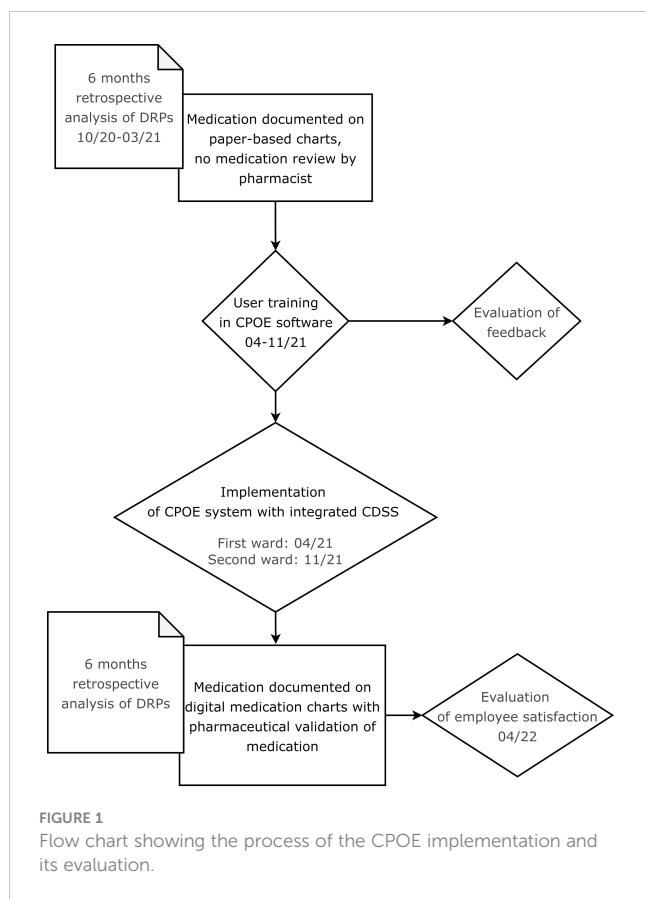 6 months
retrospective
analysis of DRPs
10/20-03/21
Medication documented on
paper-based charts,
no medication review by
pharmacist
User training
in CPOE software
04-11/21
Evaluation of
feedback
Implementation
of CPOE system with integrated CDSS
First ward: 04/21
Second ward: 11/21
6 months
retrospective
analysis of DRPs
Medication documented on
digital medication charts with
pharmaceutical validation of
medication
Evaluation
of employee satisfaction
04/22
FIGURE 1
Flow chart showing the process of the CPOE implementation and
its evaluation.